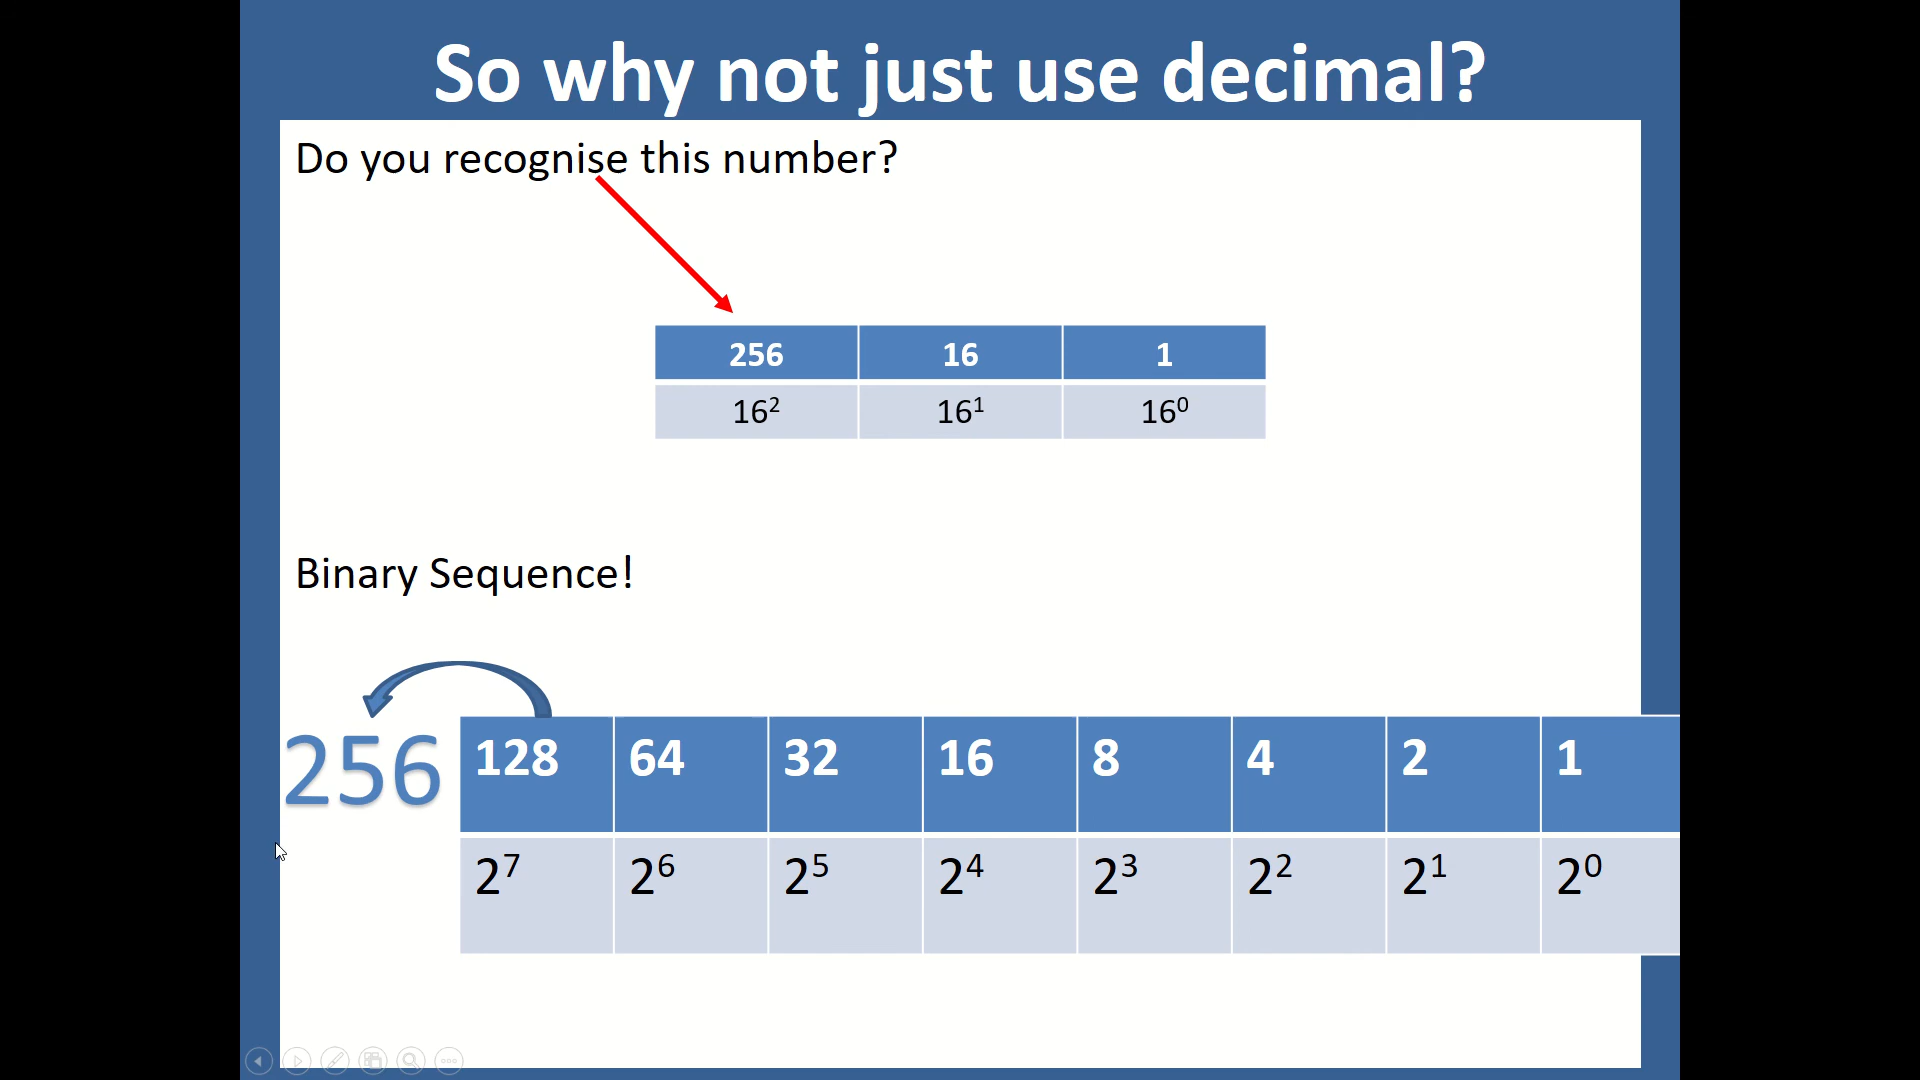 So why not just use decimal?
Do you recognise this number?
256 16 1
16² 16¹ 16⁰
Binary Sequence!
256 128 64 32 16 8 4 2 1
2⁷ 2⁶ 2⁵ 2⁴ 2³ 2² 2¹ 2⁰